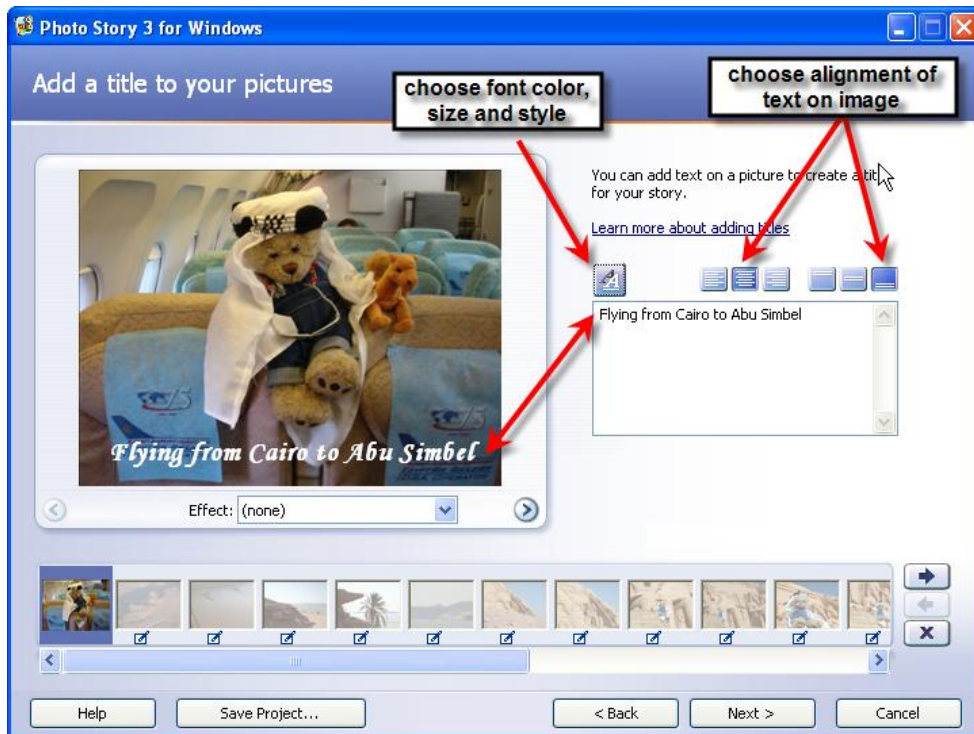 Photo Story 3 for Windows
Add a title to your pictures
choose font color,
size and style
choose alignment of
text on image
You can add text on a picture to create a
for your story.
Learn more about adding titles
A
Flying from Cairo to Abu Simbel
Flying from Cairo to Abu Simbel
Effect: (none)
Help
Save Project...
< Back
Next >
Cancel